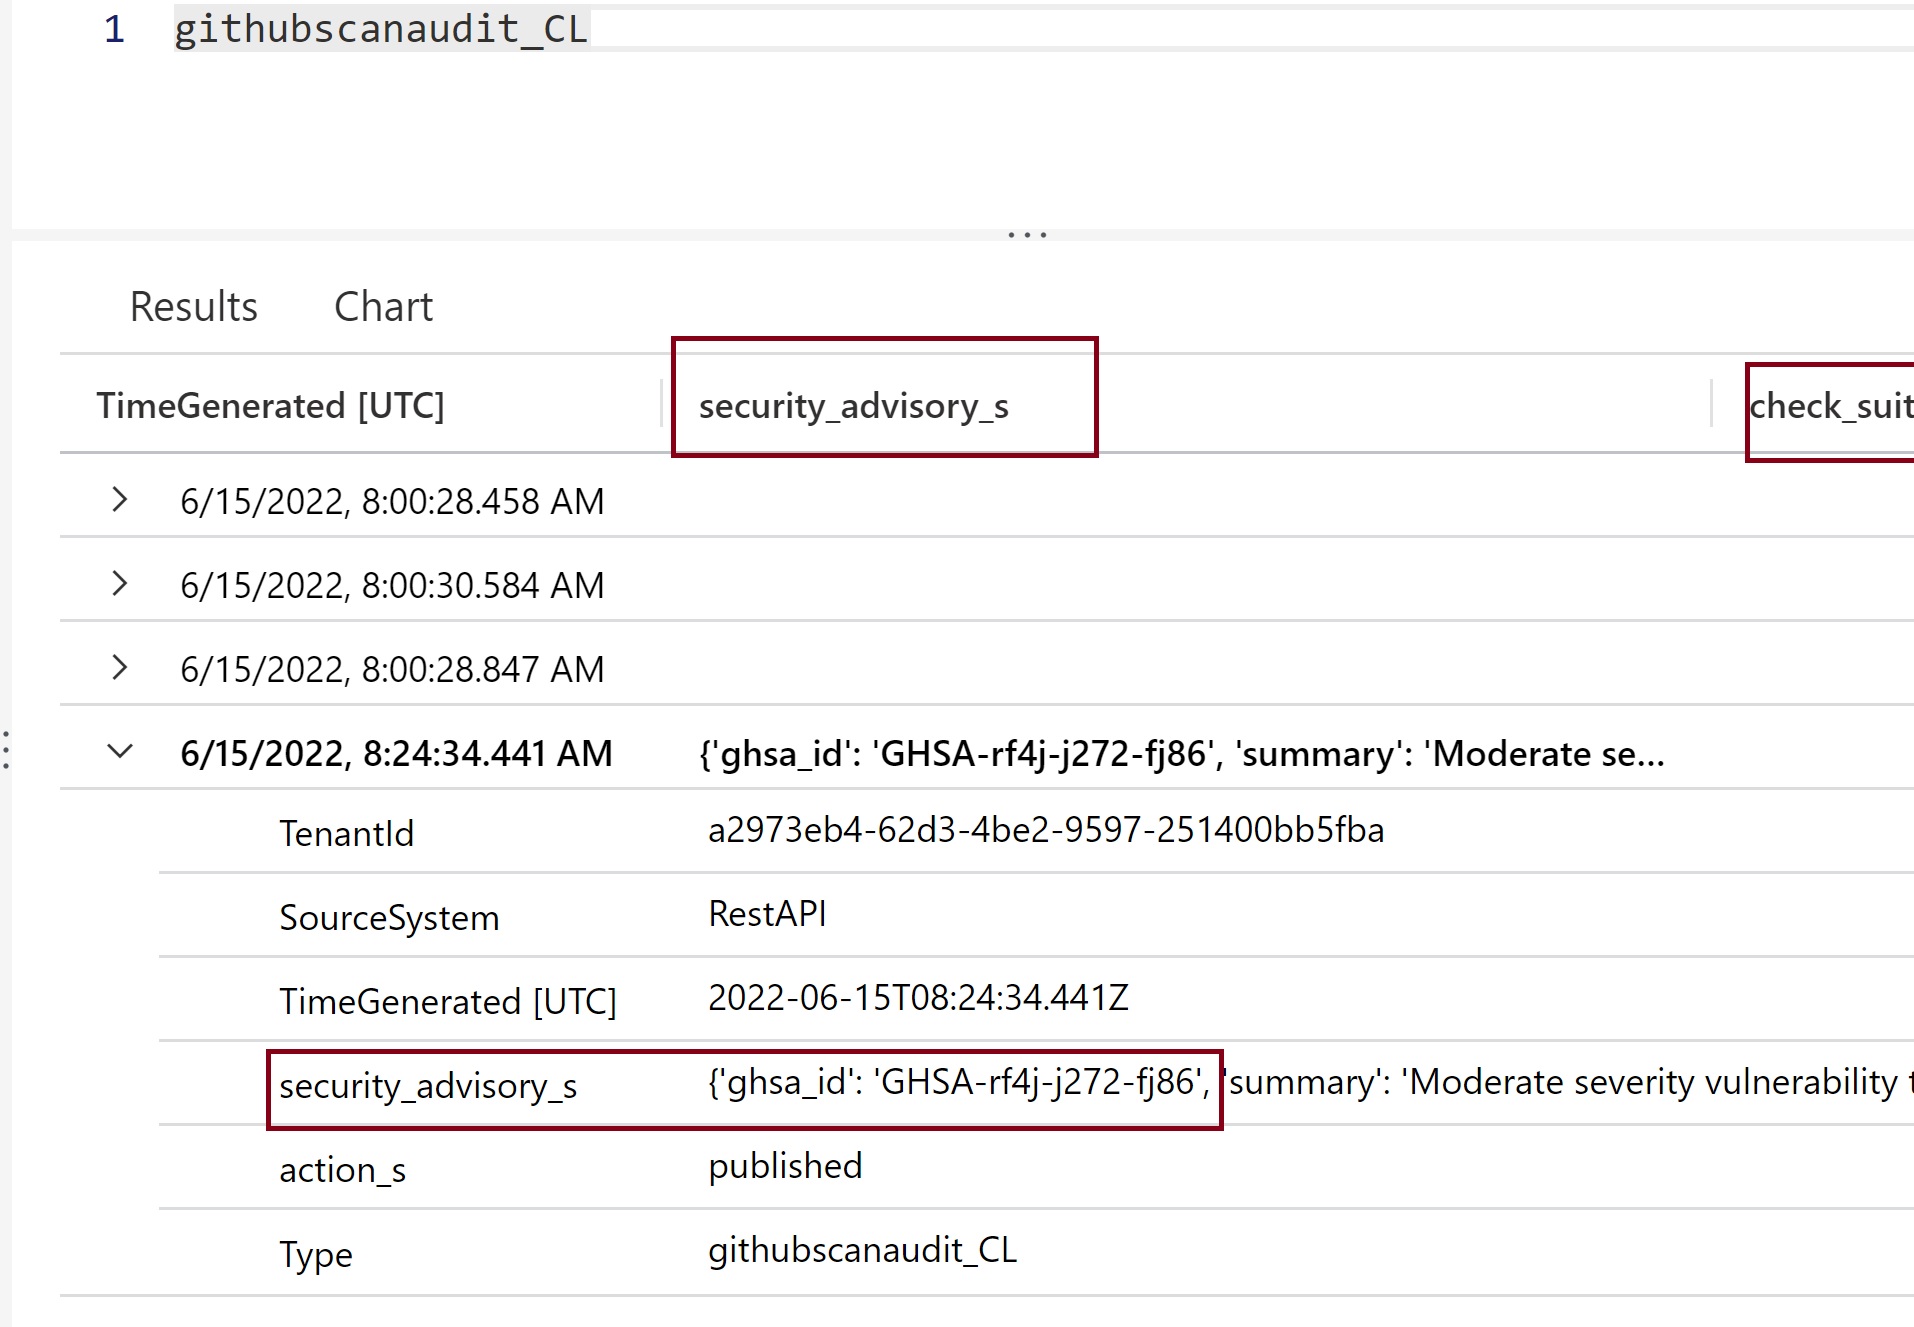 1 githubscanaudit_CL
Results Chart
TimeGenerated [UTC] security_advisory_s check_suit
6/15/2022, 8:00:28.458 AM
6/15/2022, 8:00:30.584 AM
6/15/2022, 8:00:28.847 AM
6/15/2022, 8:24:34.441 AM {'ghsa_id': 'GHSA-rf4j-j272-fj86', 'summary': 'Moderate se...
TenantId a2973eb4-62d3-4be2-9597-251400bb5fba
SourceSystem RestAPI
TimeGenerated [UTC] 2022-06-15T08:24:34.441Z
security_advisory_s {'ghsa_id': 'GHSA-rf4j-j272-fj86', 'summary': 'Moderate severity vulnerability t
action_s published
Type githubscanaudit_CL